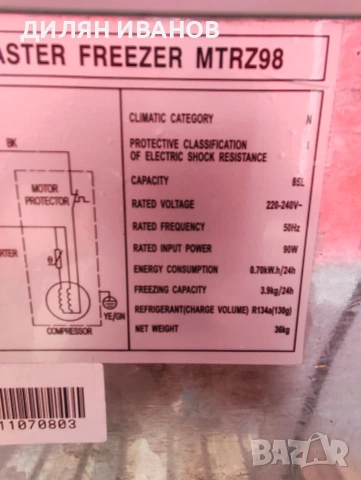 ДИЛЯН ИВАНОВ
ASTER FREEZER MTRZ98
BK
MOTOR
PROTECTOR
RTER
θ
YE/GN
COMPRESSOR
CLIMATIC CATEGORY N
PROTECTIVE CLASSIFICATION I
OF ELECTRIC SHOCK RESISTANCE
CAPACITY 85L
RATED VOLTAGE 220-240V~
RATED FREQUENCY 50Hz
RATED INPUT POWER 90W
ENERGY CONSUMPTION 0.70kW.h/24h
FREEZING CAPACITY 3.9kg/24h
REFRIGERANT(CHARGE VOLUME) R134a(130g)
NET WEIGHT 36kg
11070803
bazar